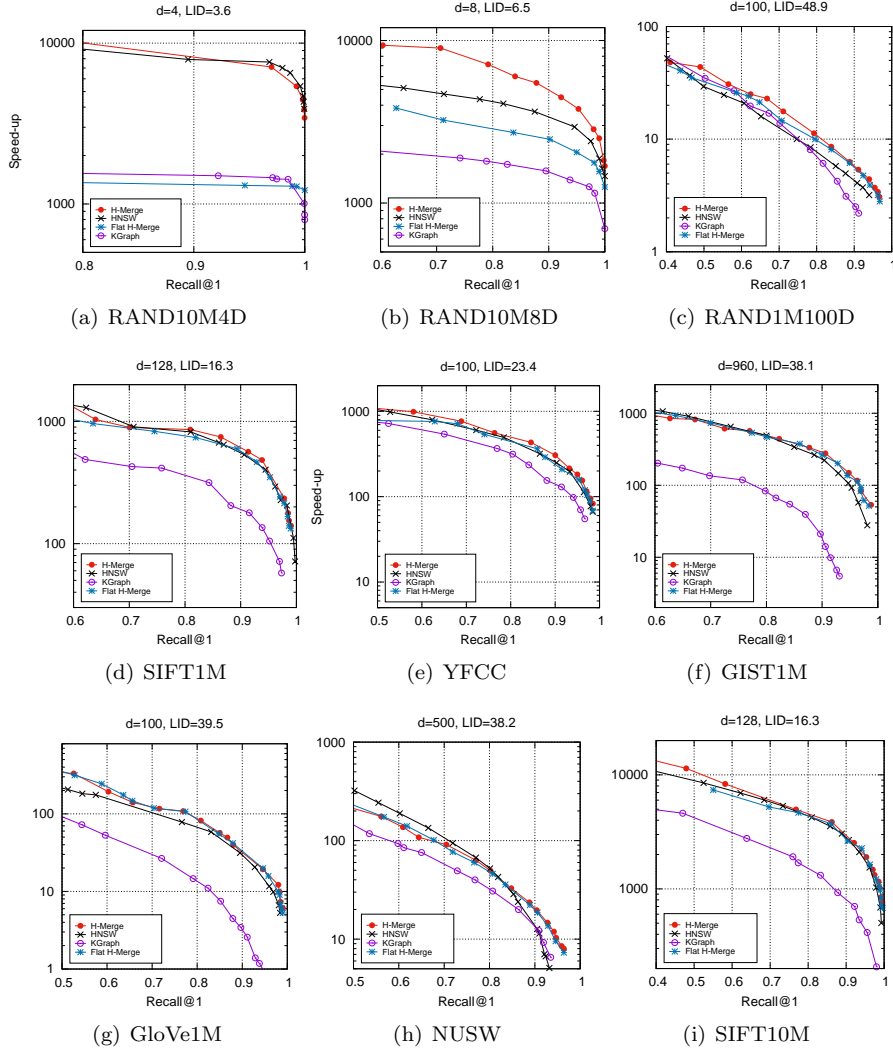 d=4, LID=3.6
10000
1000
Speed-up
H-Merge
HNSW
Flat H-Merge
KGraph
0.8 0.9 1
Recall@1
(a) RAND10M4D
d=8, LID=6.5
10000
1000
H-Merge
HNSW
Flat H-Merge
KGraph
0.6 0.7 0.8 0.9 1
Recall@1
(b) RAND10M8D
d=100, LID=48.9
100
10
1
H-Merge
HNSW
KGraph
Flat H-Merge
0.4 0.5 0.6 0.7 0.8 0.9 1
Recall@1
(c) RAND1M100D
d=128, LID=16.3
1000
100
H-Merge
HNSW
KGraph
Flat H-Merge
0.6 0.7 0.8 0.9 1
Recall@1
(d) SIFT1M
d=100, LID=23.4
1000
100
10
Speed-up
H-Merge
HNSW
KGraph
Flat H-Merge
0.5 0.6 0.7 0.8 0.9 1
Recall@1
(e) YFCC
d=960, LID=38.1
1000
100
10
H-Merge
HNSW
KGraph
Flat H-Merge
0.6 0.7 0.8 0.9 1
Recall@1
(f) GIST1M
d=100, LID=39.5
100
10
1
H-Merge
HNSW
KGraph
Flat H-Merge
0.5 0.6 0.7 0.8 0.9 1
Recall@1
(g) GloVe1M
d=500, LID=38.2
1000
100
10
H-Merge
HNSW
KGraph
Flat H-Merge
0.5 0.6 0.7 0.8 0.9 1
Recall@1
(h) NUSW
d=128, LID=16.3
10000
1000
H-Merge
HNSW
KGraph
Flat H-Merge
0.4 0.5 0.6 0.7 0.8 0.9 1
Recall@1
(i) SIFT10M